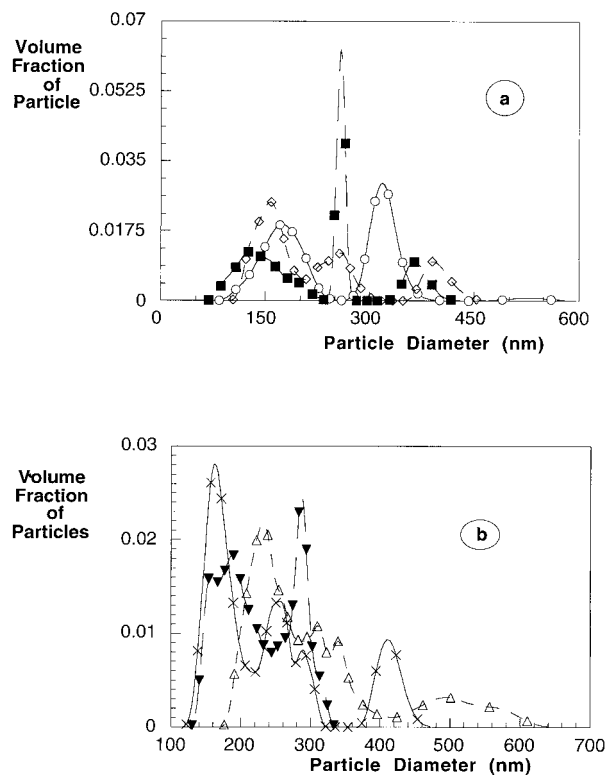 0.07
Volume
Fraction
of
Particle
0.0525
a
0.035
0.0175
0
0 150 300 450 600
Particle Diameter (nm)
0.03
Volume
Fraction
of
Particles
b
0.02
0.01
0
100 200 300 400 500 600 700
Particle Diameter (nm)